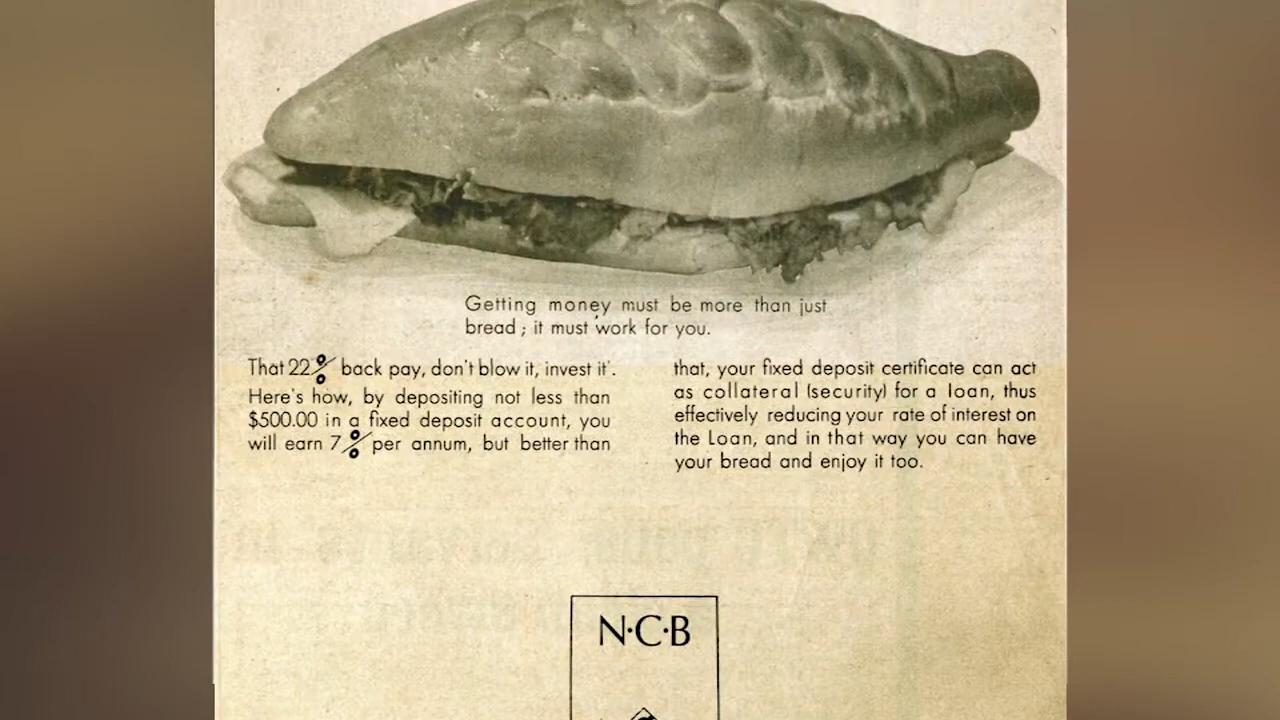 Getting money must be more than just
bread; it must work for you.
That 22% back pay, don't blow it, invest it'.
Here's how, by depositing not less than
$500.00 in a fixed deposit account, you
will earn 7% per annum, but better than
that, your fixed deposit certificate can act
as collateral (security) for a loan, thus
effectively reducing your rate of interest on
the Loan, and in that way you can have
your bread and enjoy it too.
N·C·B